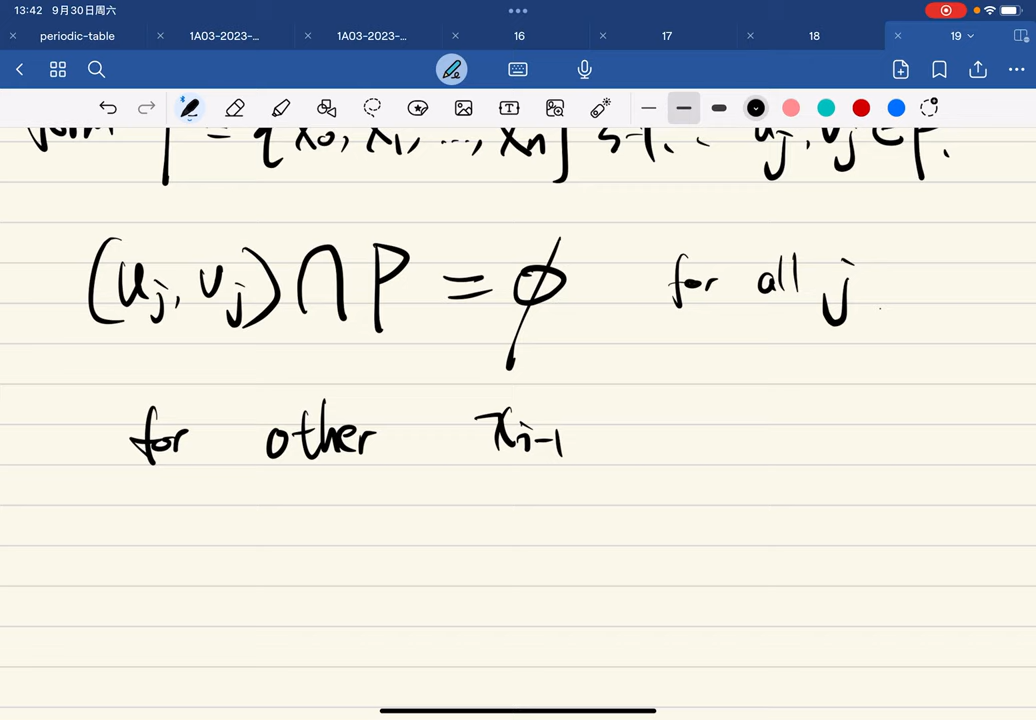 13:42 9月30日周六
periodic-table 1A03-2023-... 1A03-2023-... 16 17 18 19
P = {x₀, x₁, ..., xₙ} s.t. uⱼ, vⱼ ∈ P.
(uⱼ, vⱼ) ∩ P = ϕ for all j
for other xᵢ₋₁